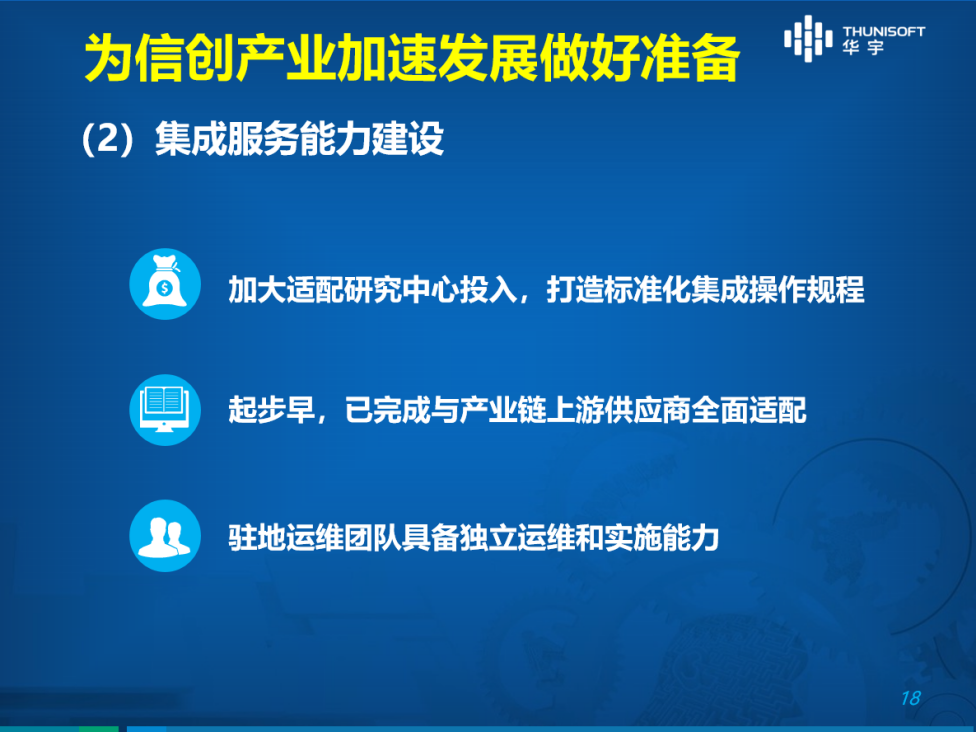 为信创产业加速发展做好准备
THUNISOFT
华宇
（2）集成服务能力建设
$
加大适配研究中心投入，打造标准化集成操作规程
起步早，已完成与产业链上游供应商全面适配
驻地运维团队具备独立运维和实施能力
18